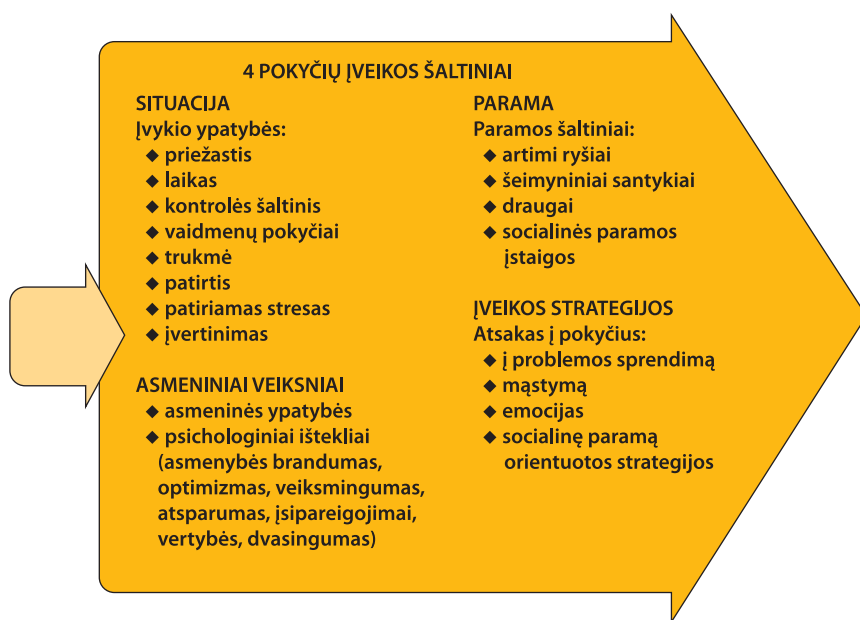 4 POKYČIŲ ĮVEIKOS ŠALTINIAI
SITUACIJA
Įvykio ypatybės:
◆ priežastis
◆ laikas
◆ kontrolės šaltinis
◆ vaidmenų pokyčiai
◆ trukmė
◆ patirtis
◆ patiriamas stresas
◆ įvertinimas
ASMENINIAI VEIKSNIAI
◆ asmeninės ypatybės
◆ psichologiniai ištekliai
(asmenybės brandumas,
optimizmas, veiksmingumas,
atsparumas, įsipareigojimai,
vertybės, dvasingumas)
PARAMA
Paramos šaltiniai:
◆ artimi ryšiai
◆ šeimyniniai santykiai
◆ draugai
◆ socialinės paramos
įstaigos
ĮVEIKOS STRATEGIJOS
Atsakas į pokyčius:
◆ į problemos sprendimą
◆ mąstymą
◆ emocijas
◆ socialinę paramą
orientuotos strategijos